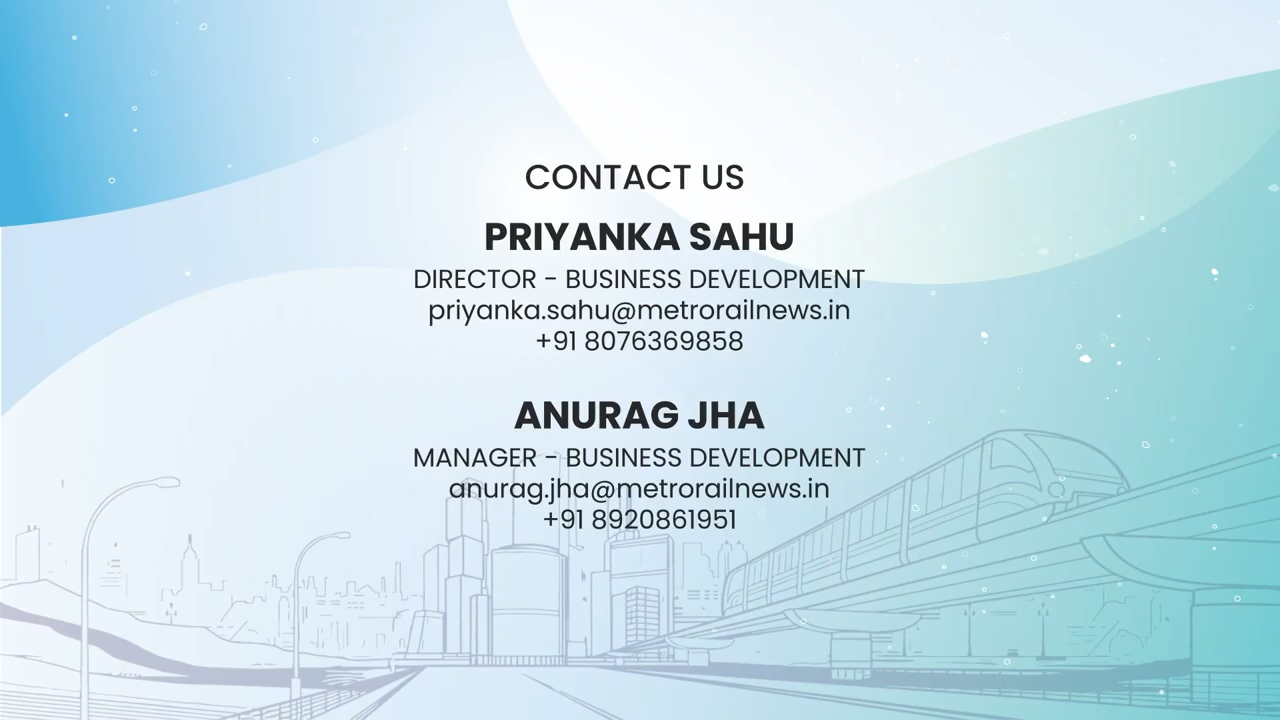 CONTACT US
PRIYANKA SAHU
DIRECTOR - BUSINESS DEVELOPMENT
priyanka.sahu@metrorailnews.in
+91 8076369858
ANURAG JHA
MANAGER - BUSINESS DEVELOPMENT
anurag.jha@metrorailnews.in
+91 8920861951